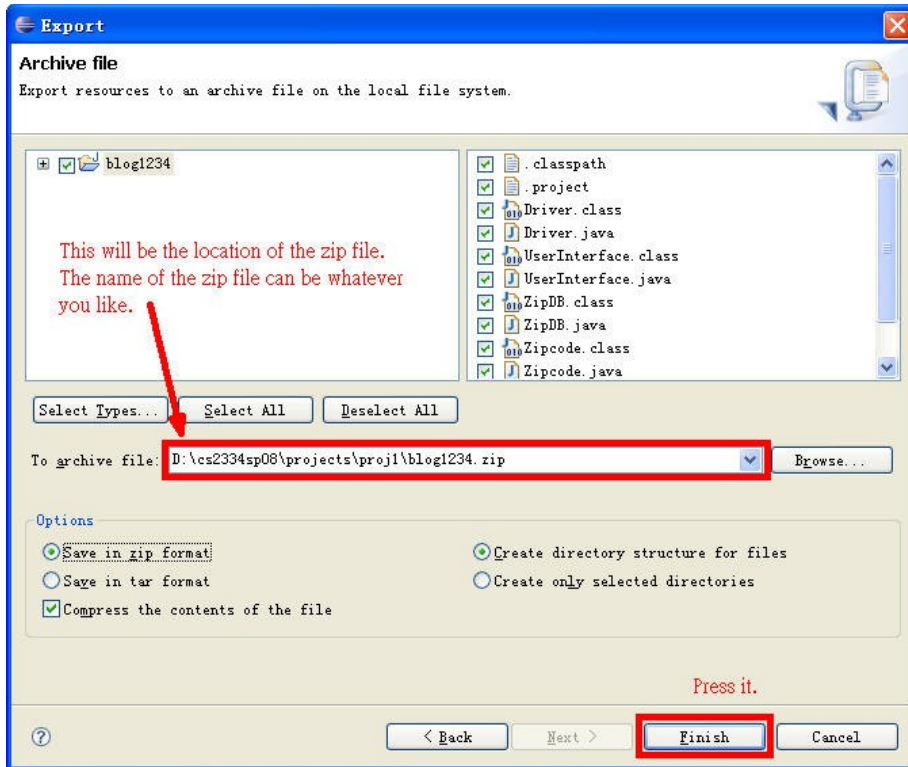 Export
Archive file
Export resources to an archive file on the local file system.
blog1234
This will be the location of the zip file.
The name of the zip file can be whatever
you like.
.classpath
.project
Driver.class
Driver.java
UserInterface.class
UserInterface.java
ZipDB.class
ZipDB.java
Zipcode.class
Zipcode.java
Select Types...
Select All
Deselect All
To archive file:
D:\cs2334sp08\projects\proj1\blog1234.zip
Browse...
Options
Save in zip format
Create directory structure for files
Save in tar format
Create only selected directories
Compress the contents of the file
Press it.
?
< Back
Next >
Finish
Cancel